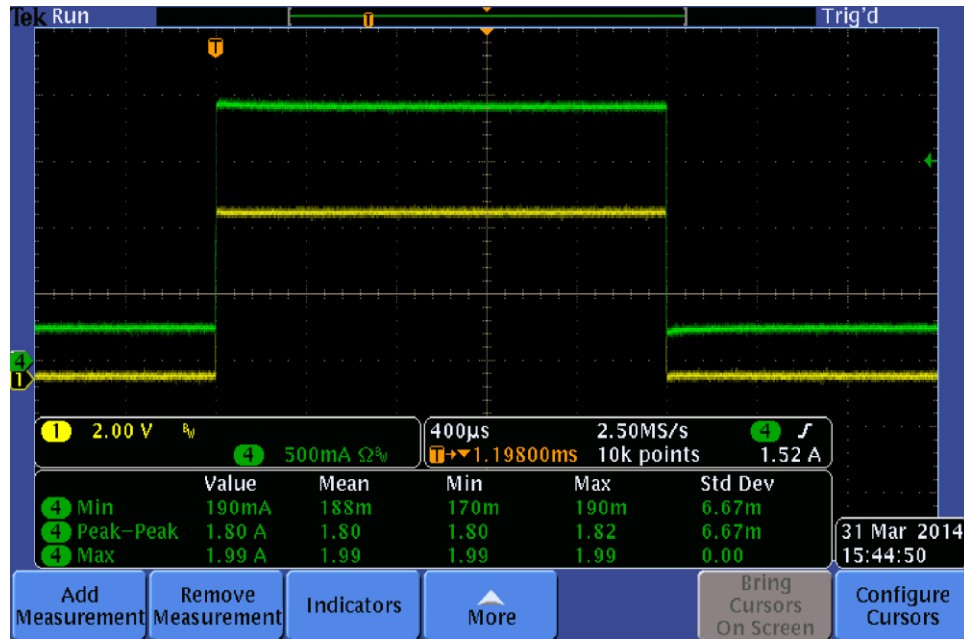 Tek Run Trig'd
T
T
4
1
1 2.00 V BW
4 500mA ΩBW
400µs 2.50MS/s 4
T→▼1.19800ms 10k points 1.52 A
Value Mean Min Max Std Dev
4 Min 190mA 188m 170m 190m 6.67m
4 Peak-Peak 1.80 A 1.80 1.80 1.82 6.67m
4 Max 1.99 A 1.99 1.99 1.99 0.00
31 Mar 2014
15:44:50
Add
Measurement
Remove
Measurement
Indicators
More
Bring
Cursors
On Screen
Configure
Cursors